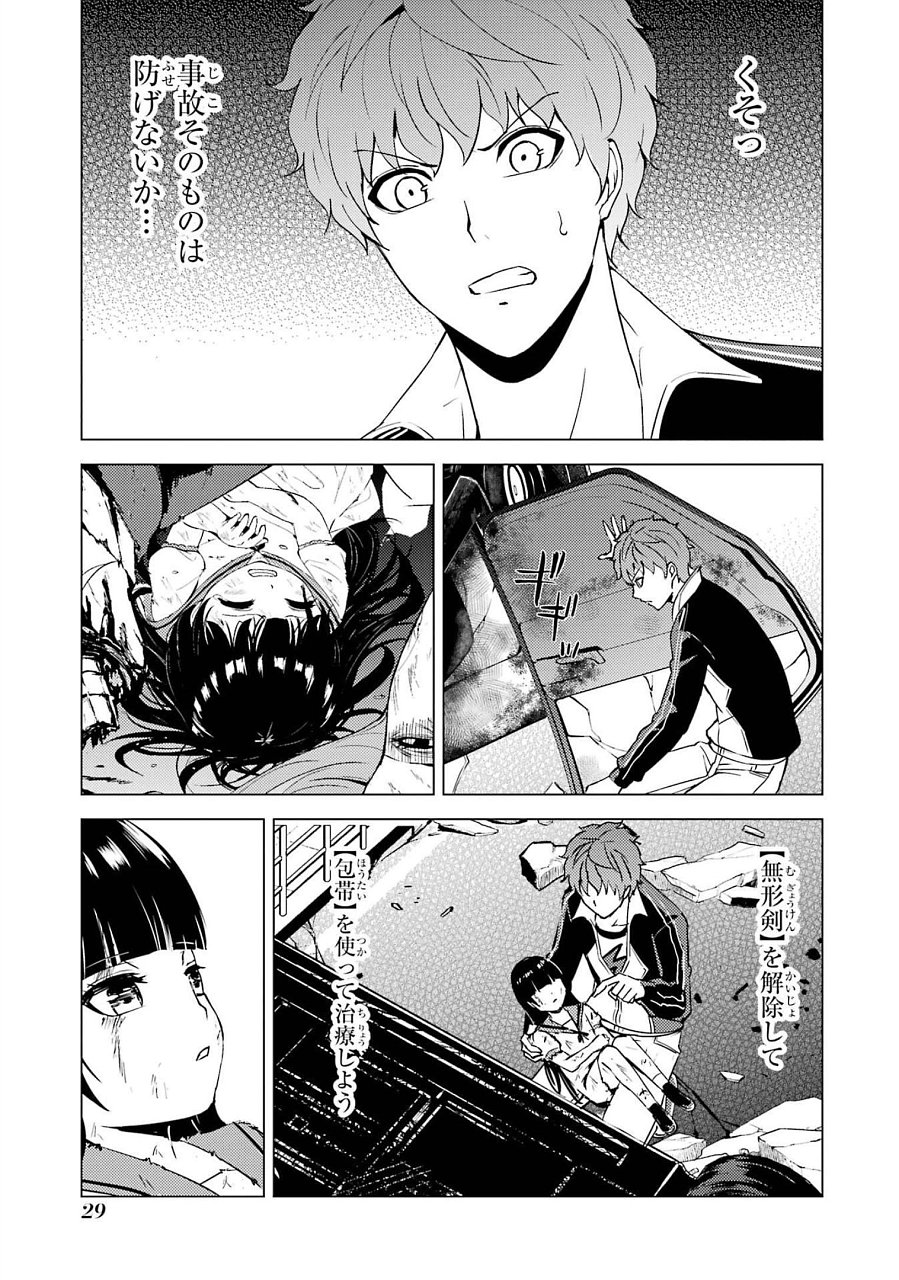 くそっ
事故そのものは
防げないか…
ギギギ
【無形剣】を解除して
【包帯】を使って治療しよう
29